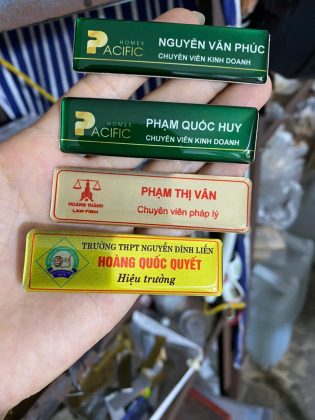 HOMES
PACIFIC
NGUYỄN VĂN PHÚC
CHUYÊN VIÊN KINH DOANH
HOMES
PACIFIC
PHẠM QUỐC HUY
CHUYÊN VIÊN KINH DOANH
HOÀNG THÀNH
LAW FIRM
PHẠM THỊ VÂN
Chuyên viên pháp lý
TRƯỜNG THPT NGUYỄN ĐÌNH LIỄN
HOÀNG QUỐC QUYẾT
Hiệu trưởng